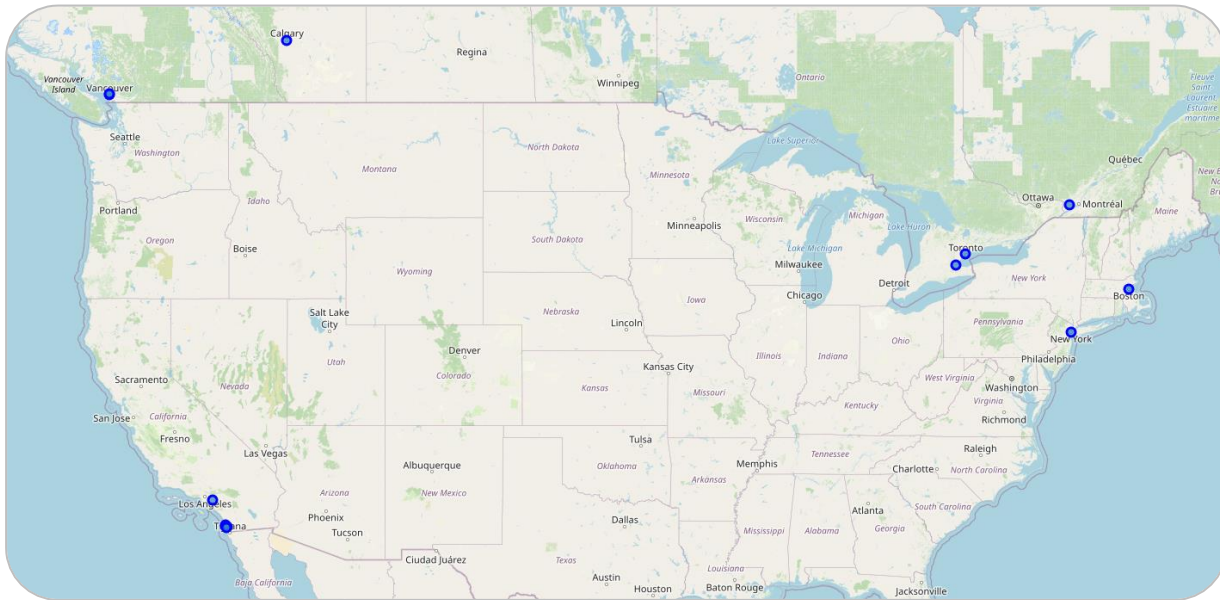 Calgary
Regina
Winnipeg
Ontario
Fleuve
Saint
Laurent
Estuaire
maritime
Vancouver
Island
Vancouver
Seattle
Washington
Montana
North Dakota
Minnesota
Lake Superior
Québec
New B
Br
Ottawa
Montréal
Maine
Portland
Idaho
Minneapolis
Wisconsin
Michigan
Lake Huron
Oregon
Boise
South Dakota
Toronto
Lake Michigan
Milwaukee
Wyoming
New York
Detroit
Chicago
Boston
Iowa
Salt Lake
City
Nebraska
Lincoln
Pennsylvania
New York
Ohio
Denver
Utah
Illinois
Indiana
Philadelphia
Kansas City
Colorado
Sacramento
Nevada
Kansas
Missouri
West Virginia
Washington
Virginia
Kentucky
San Jose
California
Richmond
Fresno
Tulsa
Las Vegas
Raleigh
Tennessee
Albuquerque
Oklahoma
Memphis
Charlotte
North Carolina
Arkansas
Arizona
New Mexico
Los Angeles
South Carolina
Atlanta
Phoenix
Dallas
Mississippi
Alabama
Georgia
Tijuana
Tucson
Ciudad Juárez
Texas
Louisiana
Baja California
Austin
Houston
Baton Rouge
Jacksonville